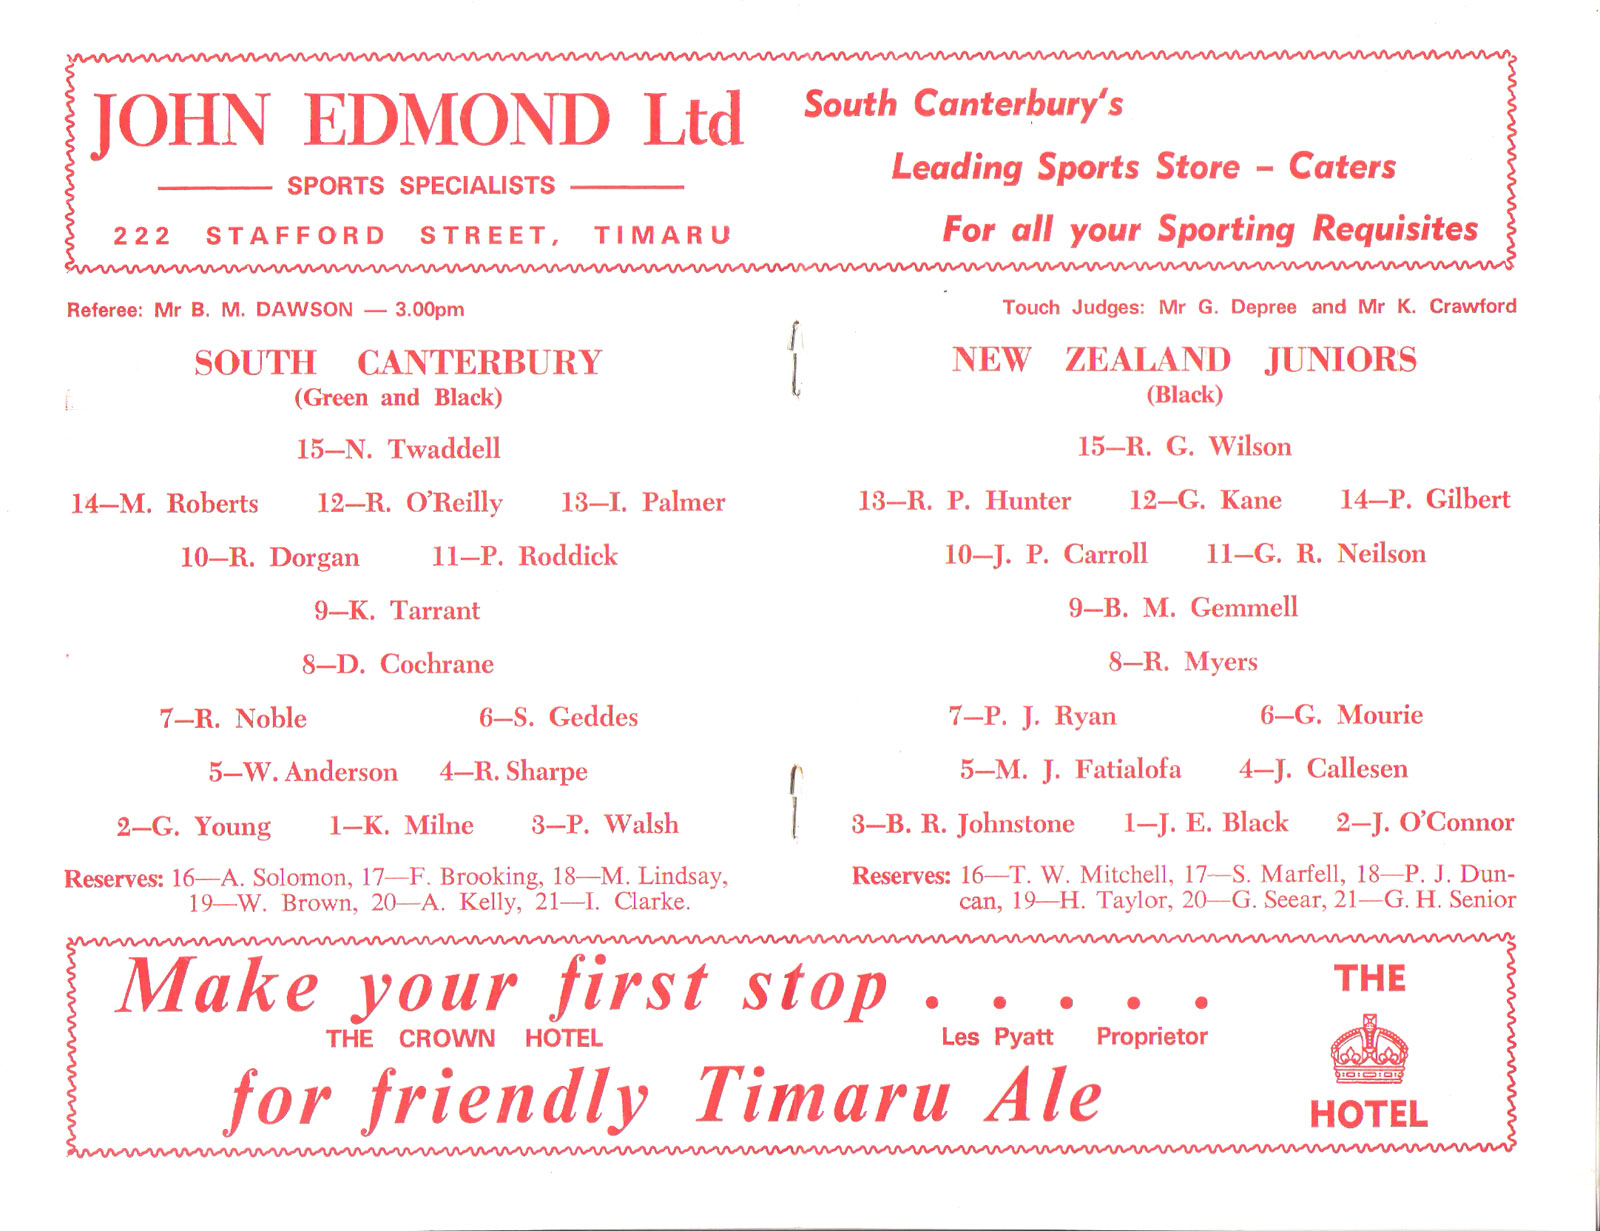 JOHN EDMOND Ltd
SPORTS SPECIALISTS
222 STAFFORD STREET, TIMARU
South Canterbury's
Leading Sports Store – Caters
For all your Sporting Requisites
Referee: Mr B. M. DAWSON — 3.00pm
Touch Judges: Mr G. Depree and Mr K. Crawford
SOUTH CANTERBURY
(Green and Black)
15—N. Twaddell
14—M. Roberts 12—R. O'Reilly 13—I. Palmer
10—R. Dorgan 11—P. Roddick
9—K. Tarrant
8—D. Cochrane
7—R. Noble 6—S. Geddes
5—W. Anderson 4—R. Sharpe
2—G. Young 1—K. Milne 3—P. Walsh
Reserves: 16—A. Solomon, 17—F. Brooking, 18—M. Lindsay,
19—W. Brown, 20—A. Kelly, 21—I. Clarke.
NEW ZEALAND JUNIORS
(Black)
15—R. G. Wilson
13—R. P. Hunter 12—G. Kane 14—P. Gilbert
10—J. P. Carroll 11—G. R. Neilson
9—B. M. Gemmell
8—R. Myers
7—P. J. Ryan 6—G. Mourie
5—M. J. Fatialofa 4—J. Callesen
3—B. R. Johnstone 1—J. E. Black 2—J. O'Connor
Reserves: 16—T. W. Mitchell, 17—S. Marfell, 18—P. J. Dun-
can, 19—H. Taylor, 20—G. Seear, 21—G. H. Senior
Make your first stop . . . . .
THE CROWN HOTEL Les Pyatt Proprietor
for friendly Timaru Ale
THE
HOTEL